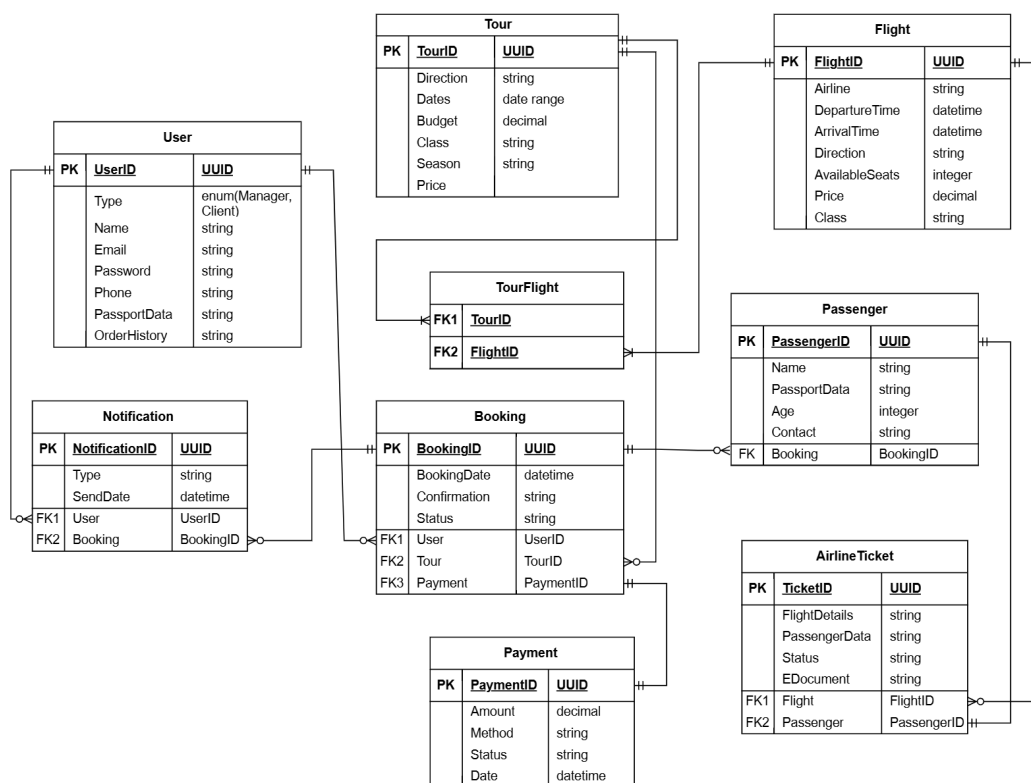 Tour
PK TourID UUID
Direction string
Dates date range
Budget decimal
Class string
Season string
Price
Flight
PK FlightID UUID
Airline string
DepartureTime datetime
ArrivalTime datetime
Direction string
AvailableSeats integer
Price decimal
Class string
User
PK UserID UUID
Type enum(Manager,
Client)
Name string
Email string
Password string
Phone string
PassportData string
OrderHistory string
TourFlight
FK1 TourID
FK2 FlightID
Passenger
PK PassengerID UUID
Name string
PassportData string
Age integer
Contact string
FK Booking BookingID
Notification
PK NotificationID UUID
Type string
SendDate datetime
FK1 User UserID
FK2 Booking BookingID
Booking
PK BookingID UUID
BookingDate datetime
Confirmation string
Status string
FK1 User UserID
FK2 Tour TourID
FK3 Payment PaymentID
AirlineTicket
PK TicketID UUID
FlightDetails string
PassengerData string
Status string
EDocument string
FK1 Flight FlightID
FK2 Passenger PassengerID
Payment
PK PaymentID UUID
Amount decimal
Method string
Status string
Date datetime